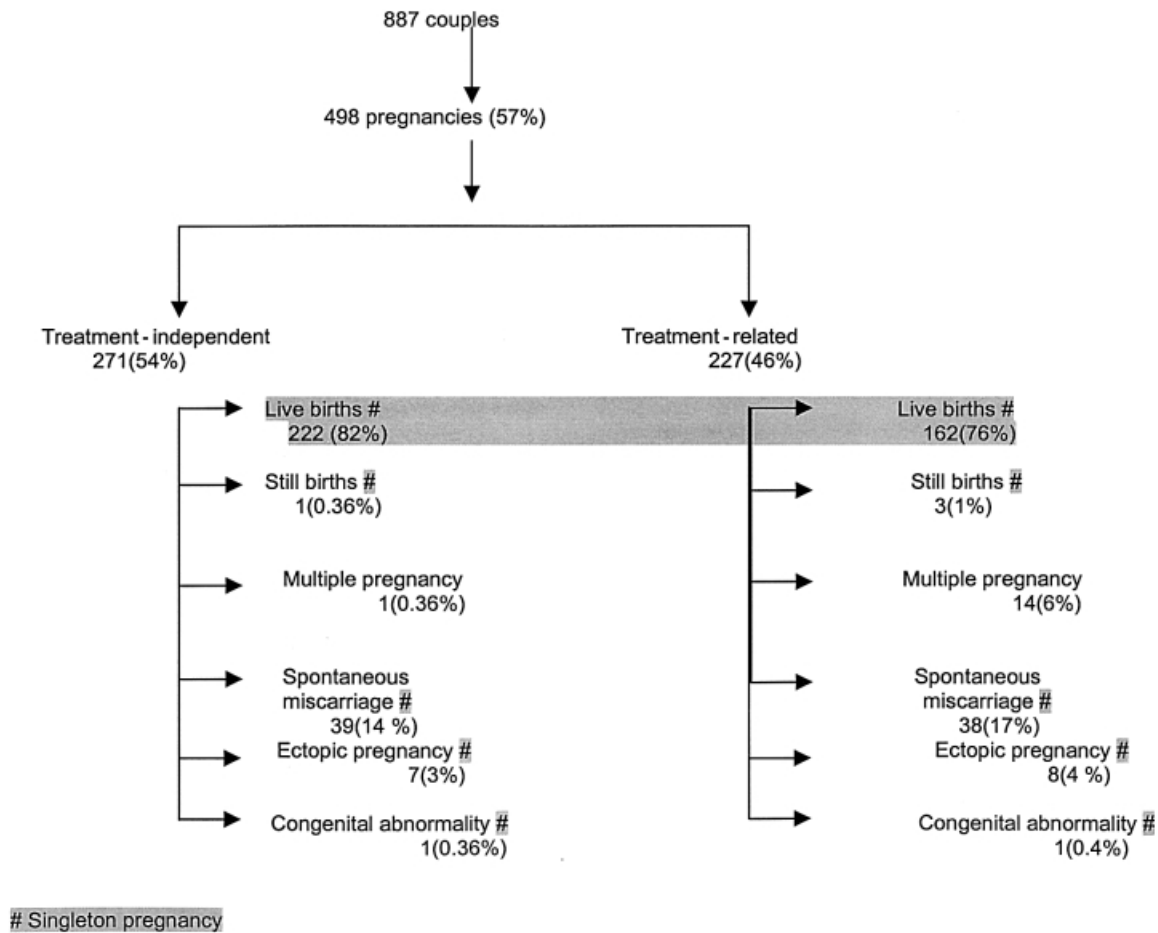 887 couples
498 pregnancies (57%)
Treatment - independent
271(54%)
Treatment - related
227(46%)
Live births #
222 (82%)
Live births #
162(76%)
Still births #
1(0.36%)
Still births #
3(1%)
Multiple pregnancy
1(0.36%)
Multiple pregnancy
14(6%)
Spontaneous
miscarriage #
39(14 %)
Spontaneous
miscarriage #
38(17%)
Ectopic pregnancy #
7(3%)
Ectopic pregnancy #
8(4 %)
Congenital abnormality #
1(0.36%)
Congenital abnormality #
1(0.4%)
# Singleton pregnancy